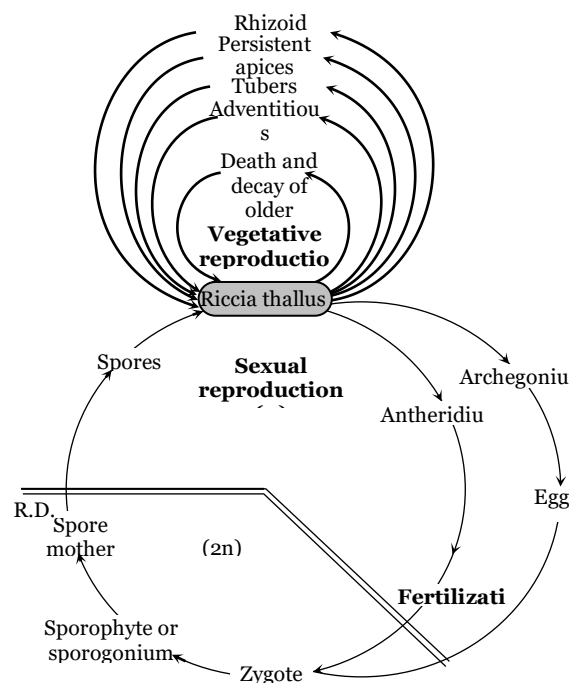 Rhizoid
Persistent
apices
Tubers
Adventitiou
s
Death and
decay of
older
Vegetative
reproductio
Riccia thallus
Spores
Sexual
reproduction
Archegoniu
Antheridiu
Egg
R.D.
Spore
mother
(2n)
Fertilizati
Sporophyte or
sporogonium
Zygote